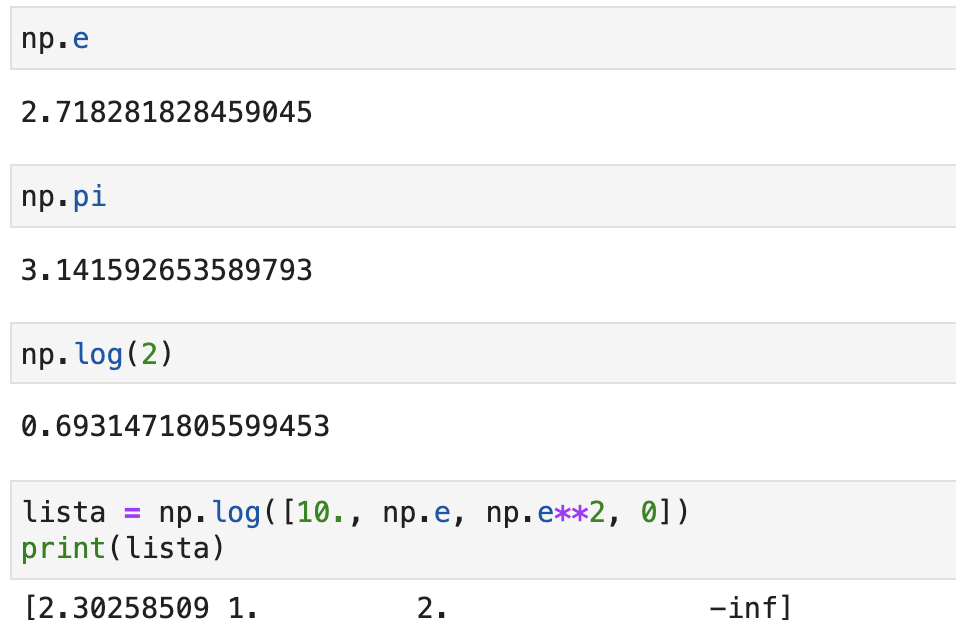 np.e
2.718281828459045
np.pi
3.141592653589793
np.log(2)
0.6931471805599453
lista = np.log([10., np.e, np.e**2, 0])
print(lista)
[2.30258509 1.         2.               -inf]